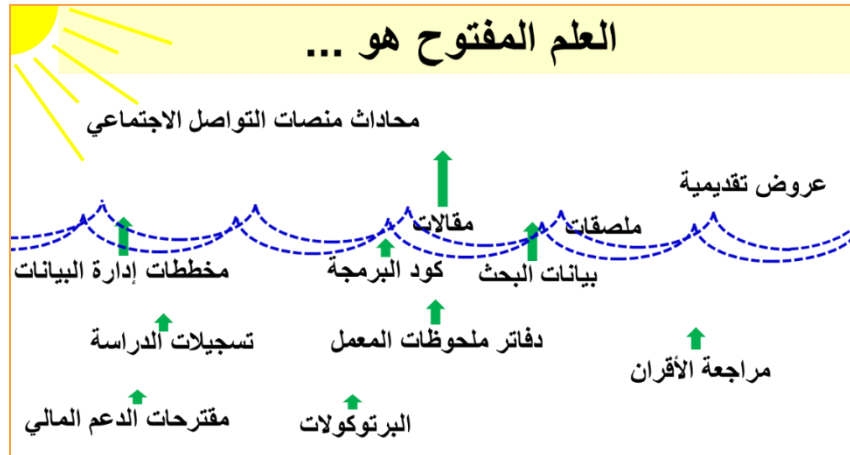 العلم المفتوح هو ...
محاداث منصات التواصل الاجتماعي
عروض تقديمية
ملصقات
مقالات
بيانات البحث
كود البرمجة
مخططات إدارة البيانات
دفاتر ملحوظات المعمل
تسجيلات الدراسة
مراجعة الأقران
البرتوكولات
مقترحات الدعم المالي